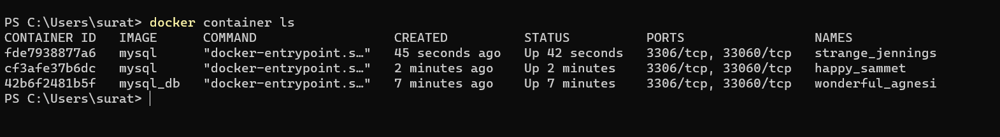 PS C:\Users\surat> docker container ls
CONTAINER ID   IMAGE      COMMAND                  CREATED          STATUS          PORTS                 NAMES
fde7938877a6   mysql      "docker-entrypoint.s…"   45 seconds ago   Up 42 seconds   3306/tcp, 33060/tcp   strange_jennings
cf3afe37b6dc   mysql      "docker-entrypoint.s…"   2 minutes ago    Up 2 minutes    3306/tcp, 33060/tcp   happy_sammet
42b6f2481b5f   mysql_db   "docker-entrypoint.s…"   7 minutes ago    Up 7 minutes    3306/tcp, 33060/tcp   wonderful_agnesi
PS C:\Users\surat>